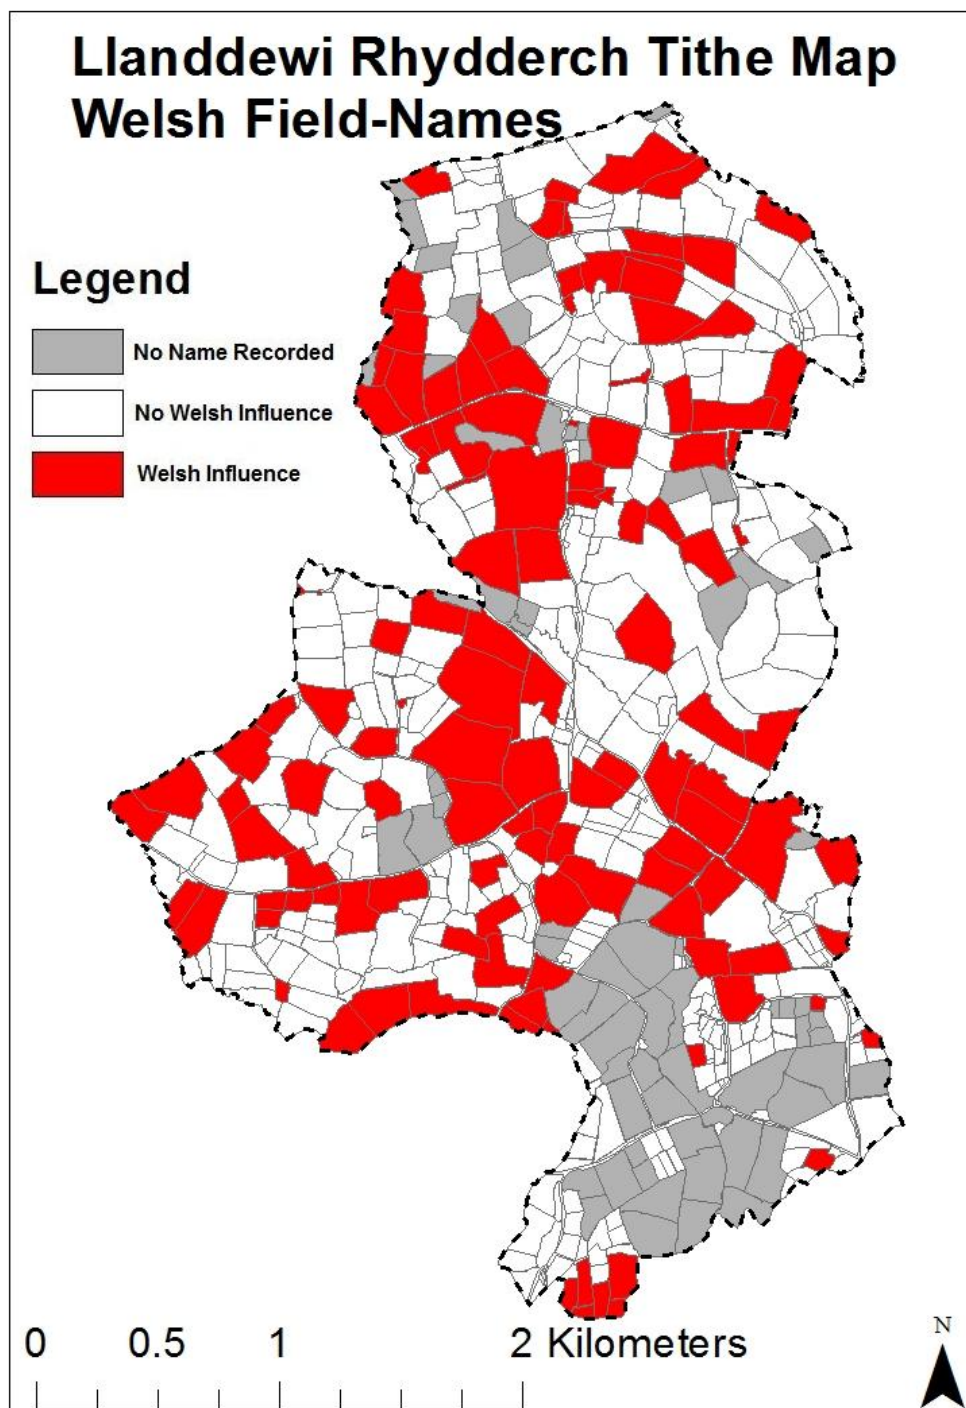 Llanddewi Rhydderch Tithe Map
Welsh Field-Names
Legend
No Name Recorded
No Welsh Influence
Welsh Influence
0 0.5 1 2 Kilometers
N